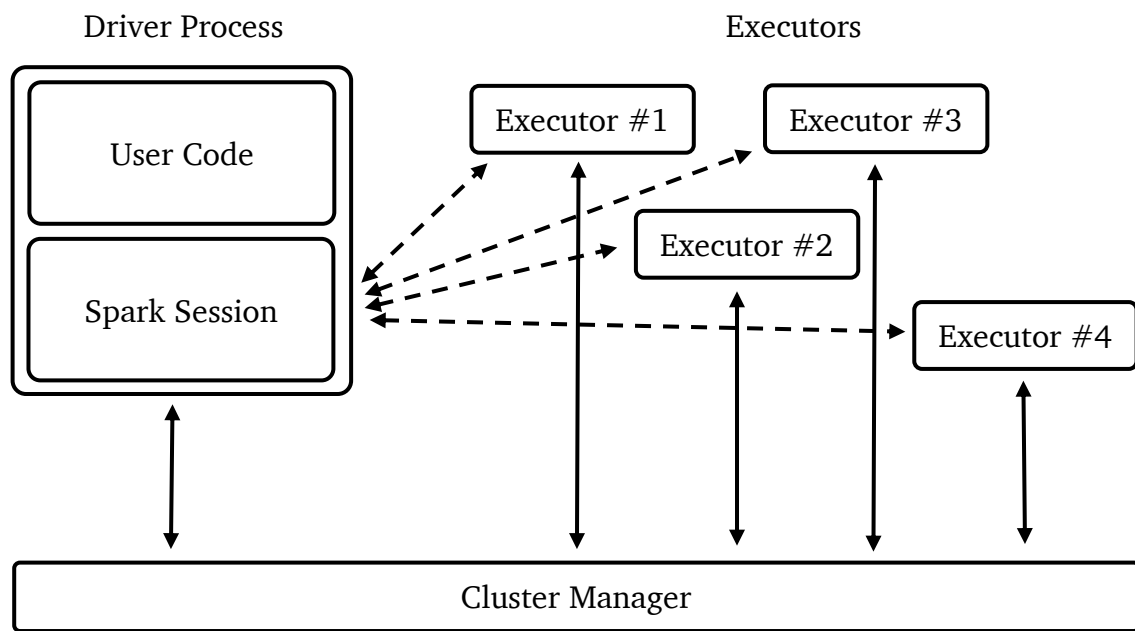 Driver Process
Executors
User Code
Spark Session
Executor #1
Executor #3
Executor #2
Executor #4
Cluster Manager